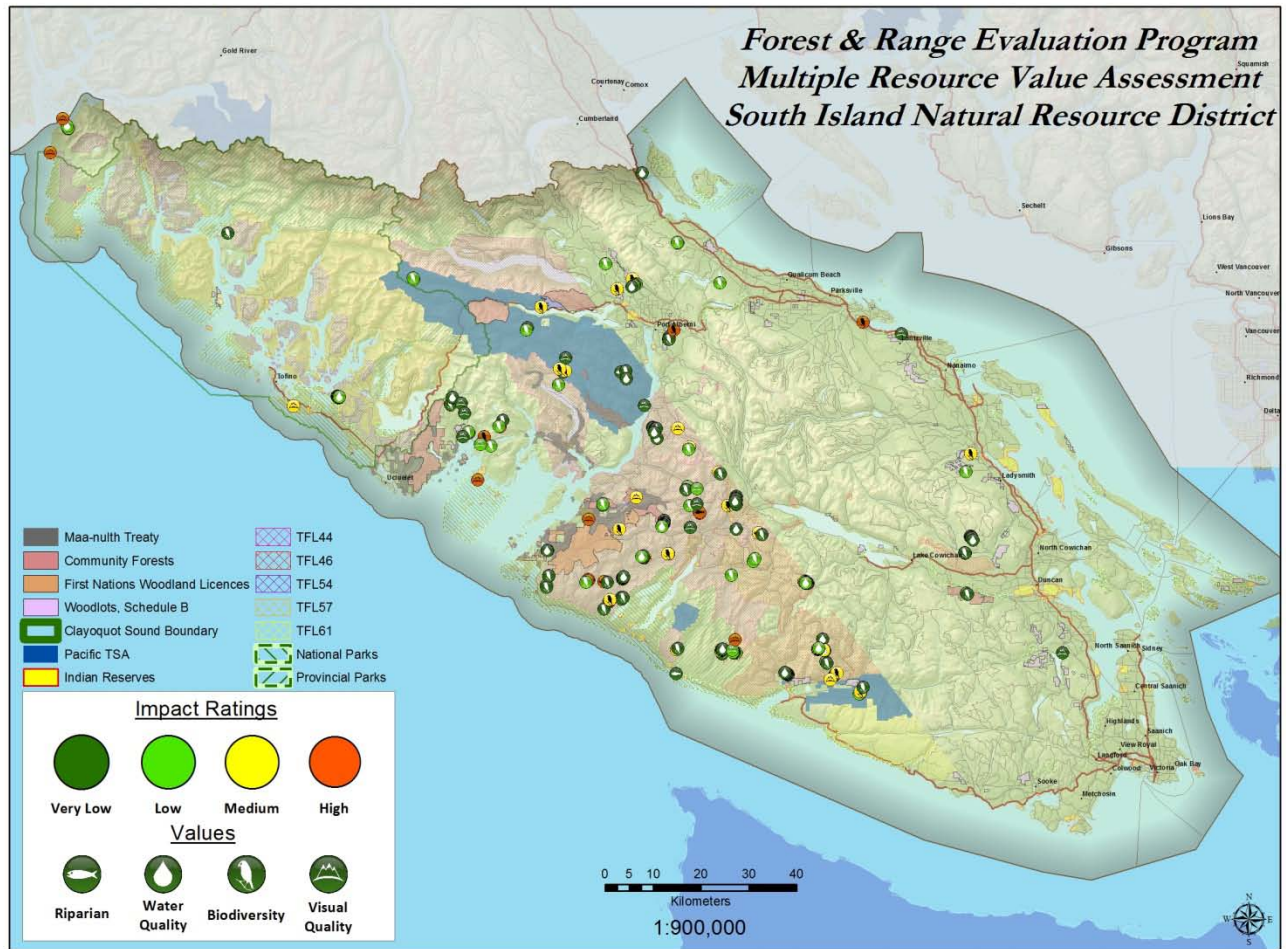 Forest & Range Evaluation Program
Multiple Resource Value Assessment
South Island Natural Resource District
Gold River
Courtenay
Comox
Cumberland
Squamish
Sechelt
Lions Bay
Gibsons
West Vancouver
North Vancouver
Vancouver
Richmond
Delta
Qualicum Beach
Parksville
Port Alberni
Lantzville
Nanaimo
Tofino
Ucluelet
Ladysmith
Lake Cowichan
North Cowichan
Duncan
North Saanich
Sidney
Central Saanich
Highlands
Saanich
View Royal
Langford
Colwood
Victoria
Oak Bay
Sooke
Metchosin
Maa-nulth Treaty
Community Forests
First Nations Woodland Licences
Woodlots, Schedule B
Clayoquot Sound Boundary
Pacific TSA
Indian Reserves
TFL44
TFL46
TFL54
TFL57
TFL61
National Parks
Provincial Parks
Impact Ratings
Very Low
Low
Medium
High
Values
Riparian
Water
Quality
Biodiversity
Visual
Quality
0 5 10 20 30 40
Kilometers
1:900,000
N
W E
S